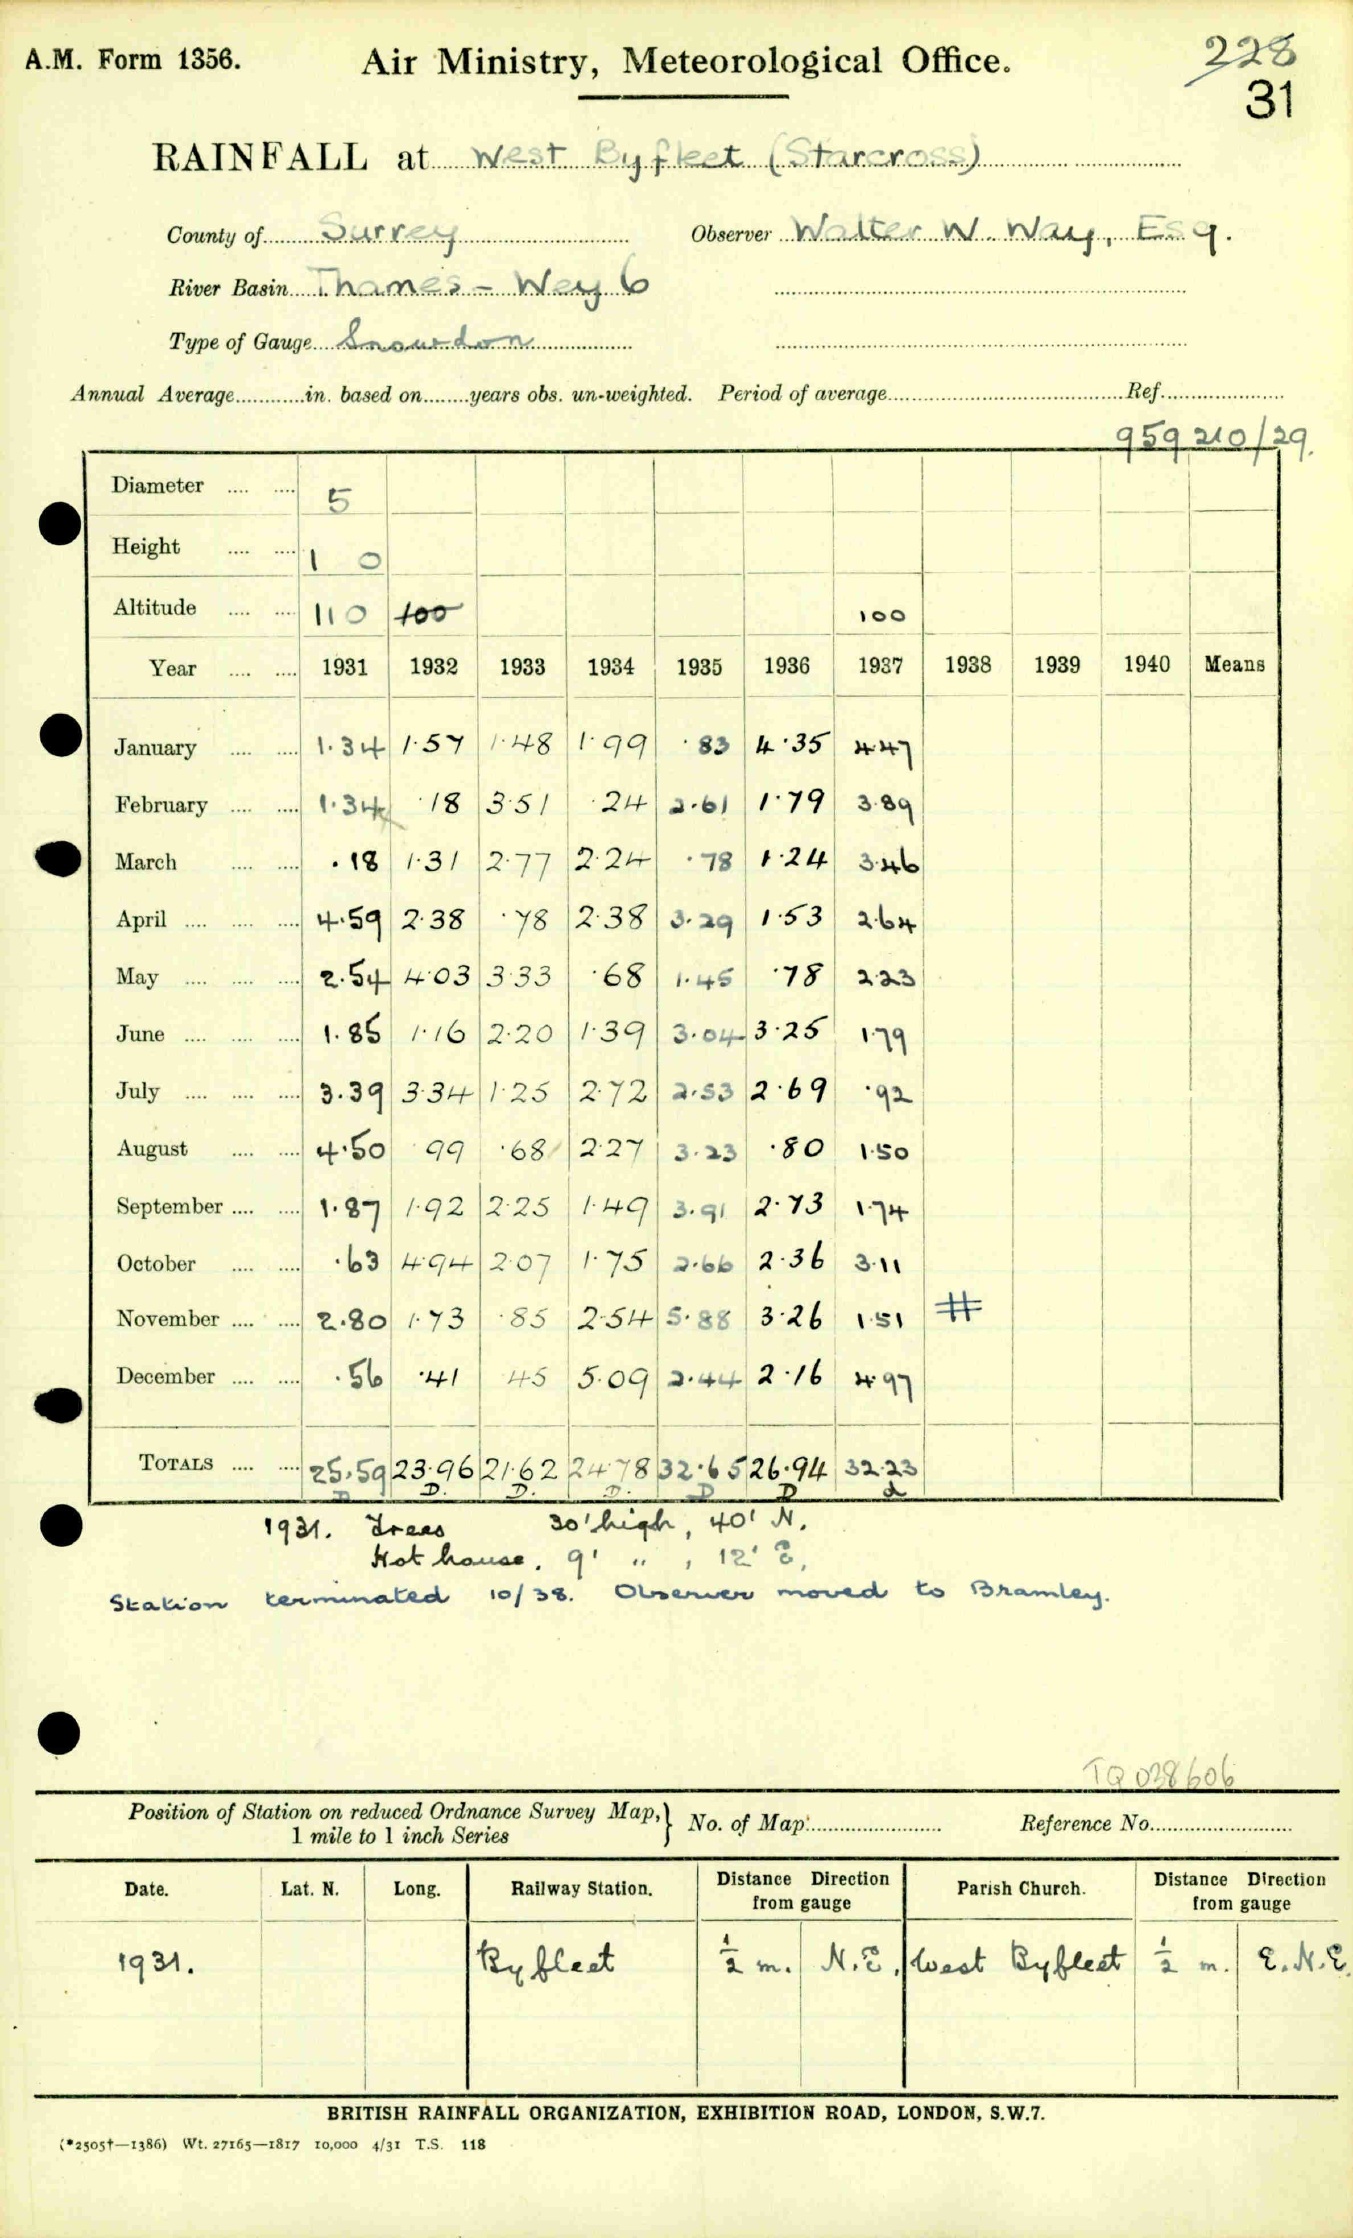 A.M. Form 1356. Air Ministry, Meteorological Office. 228
31
RAINFALL at West Byfleet (Starcross)
County of Surrey Observer Walter W. Way, Esq.
River Basin Thames - Wey 6
Type of Gauge Snowdon
Annual Average in. based on years obs. un-weighted. Period of average Ref.
959210/29.
Diameter 5
Height 1 0
Altitude 110 100 100
Year 1931 1932 1933 1934 1935 1936 1937 1938 1939 1940 Means
January 1.34 1.57 1.48 1.99 .83 4.35 4.47
February 1.34 .18 3.51 .24 2.61 1.79 3.89
March .18 1.31 2.77 2.24 .78 1.24 3.46
April 4.59 2.38 .78 2.38 3.29 1.53 2.64
May 2.54 4.03 3.33 .68 1.45 .78 2.23
June 1.85 1.16 2.20 1.39 3.04 3.25 1.79
July 3.39 3.34 1.25 2.72 2.53 2.69 .92
August 4.50 .99 .68 2.27 3.23 .80 1.50
September 1.87 1.92 2.25 1.49 3.91 2.73 1.74
October .63 4.94 2.07 1.75 2.66 2.36 3.11
November 2.80 1.73 .85 2.54 5.88 3.26 1.51 #
December .56 .41 .45 5.09 2.44 2.16 4.97
TOTALS 25.59 23.96 21.62 24.78 32.65 26.94 32.23
D D. D. D. D D d
1931. Trees 30' high, 40' N.
Hot house. 9' " , 12' E.
Station terminated 10/38. Observer moved to Bramley.
TQ 038606
Position of Station on reduced Ordnance Survey Map, } No. of Map Reference No.
1 mile to 1 inch Series
Date. Lat. N. Long. Railway Station. Distance Direction from gauge Parish Church. Distance Direction from gauge
1931. Byfleet ½ m. N.E. West Byfleet ½ m. E.N.E.
BRITISH RAINFALL ORGANIZATION, EXHIBITION ROAD, LONDON, S.W.7.
(*2505†—1386) Wt. 27165—1817 10,000 4/31 T.S. 118